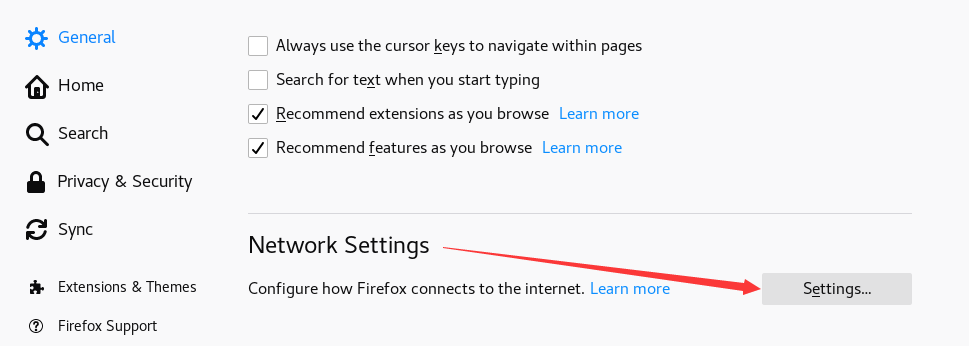 General
Home
Search
Privacy & Security
Sync
Extensions & Themes
Firefox Support
Always use the cursor keys to navigate within pages
Search for text when you start typing
Recommend extensions as you browse Learn more
Recommend features as you browse Learn more
Network Settings
Configure how Firefox connects to the internet. Learn more
Settings...